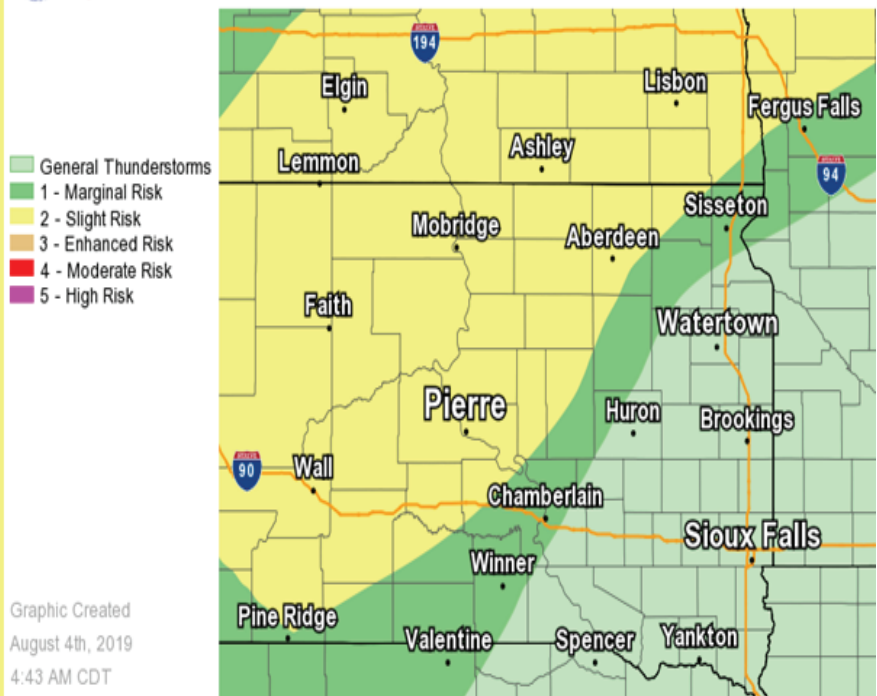 General Thunderstorms
1 - Marginal Risk
2 - Slight Risk
3 - Enhanced Risk
4 - Moderate Risk
5 - High Risk
Graphic Created
August 4th, 2019
4:43 AM CDT
194
Elgin
Lisbon
Fergus Falls
Lemmon
Ashley
94
Sisseton
Mobridge
Aberdeen
Faith
Watertown
Pierre
Huron
Brookings
90
Wall
Chamberlain
Sioux Falls
Winner
Pine Ridge
Valentine
Spencer
Yankton